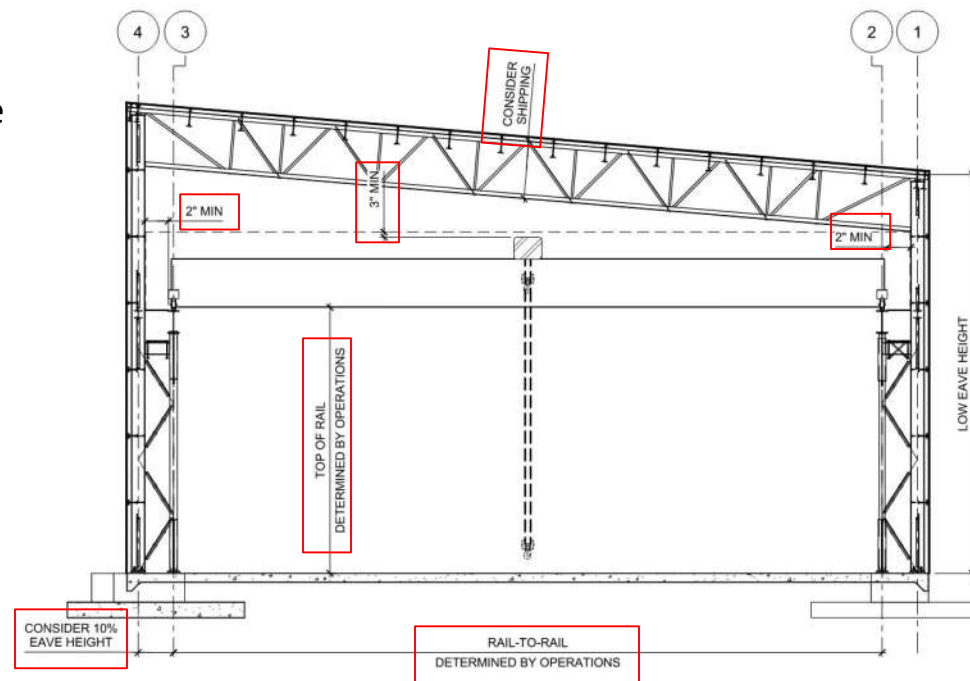 4
3
2
1
e
CONSIDER
SHIPPING
3" MIN
2" MIN
2" MIN
TOP OF RAIL
DETERMINED BY OPERATIONS
LOW EAVE HEIGHT
CONSIDER 10%
EAVE HEIGHT
RAIL-TO-RAIL
DETERMINED BY OPERATIONS